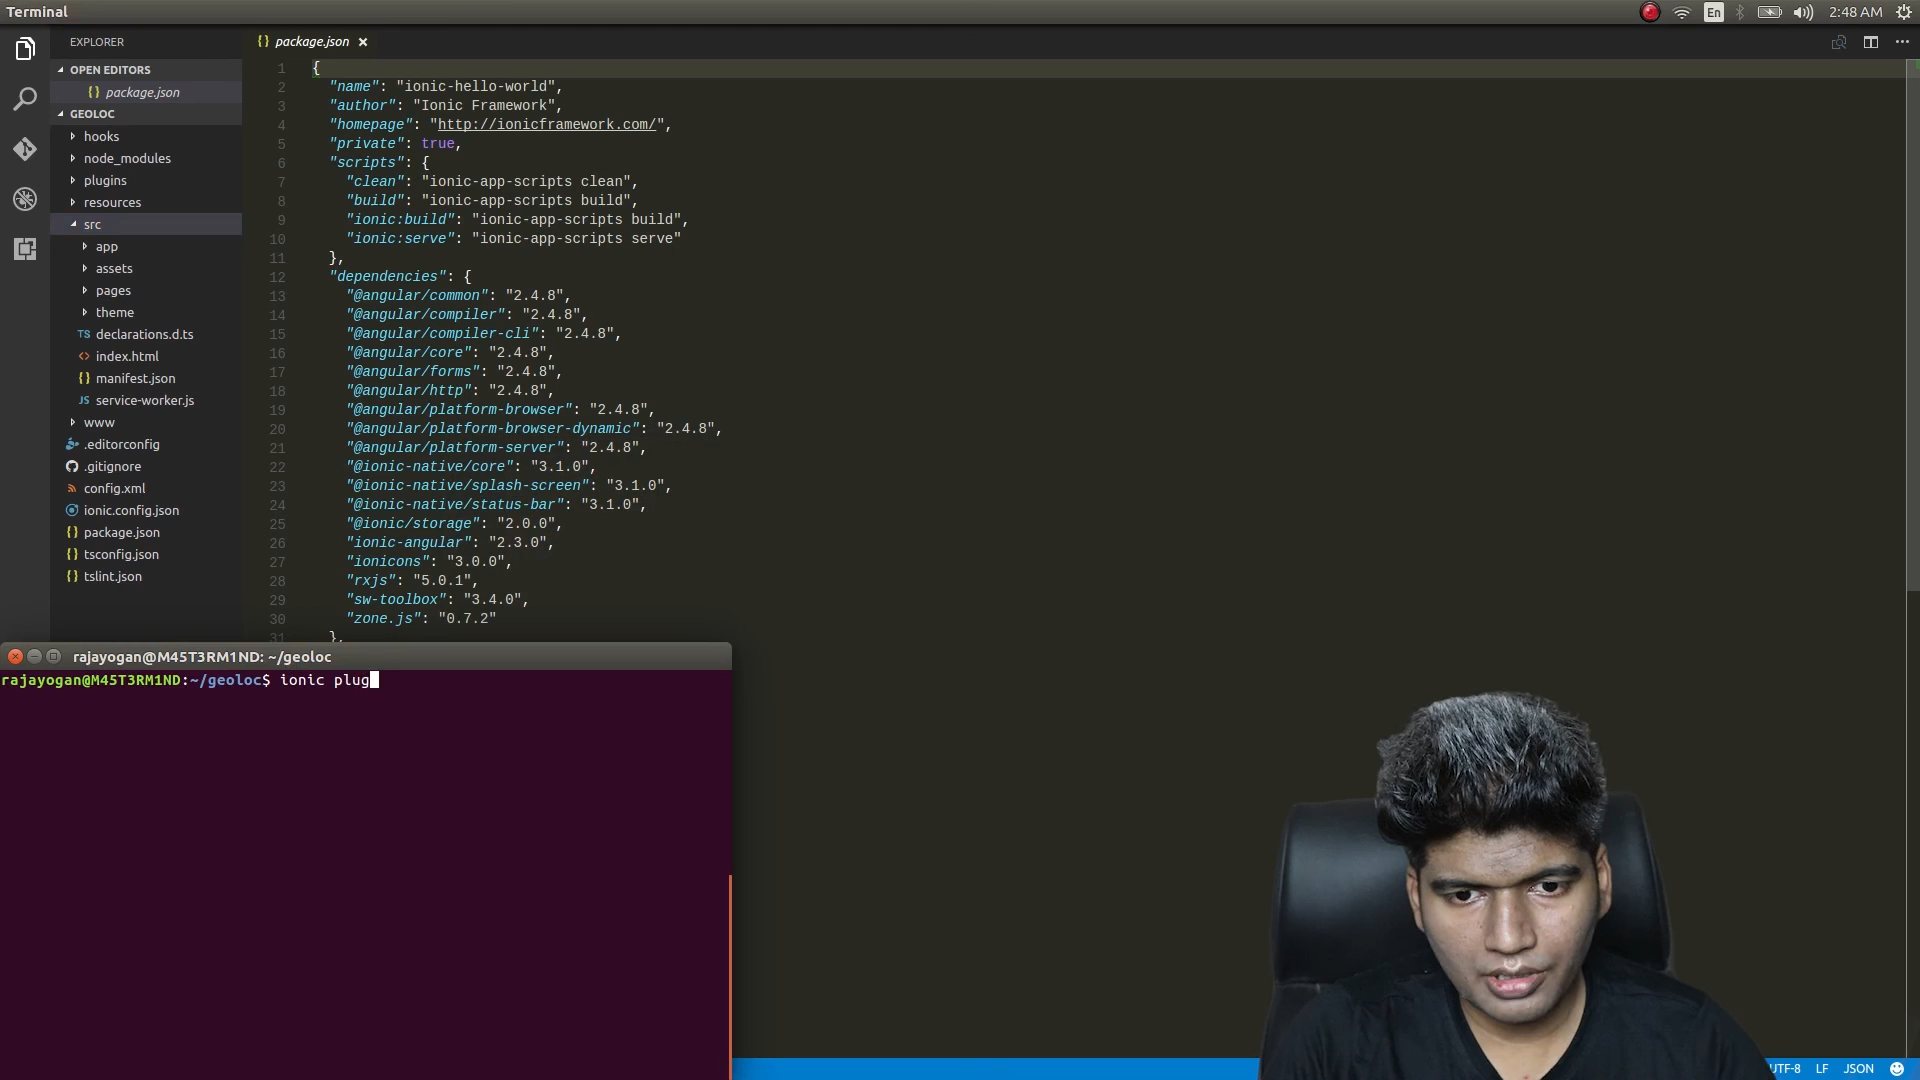 Terminal
En
2:48 AM
EXPLORER
OPEN EDITORS
{} package.json
GEOLOC
hooks
node_modules
plugins
resources
src
app
assets
pages
theme
TS declarations.d.ts
<> index.html
{} manifest.json
JS service-worker.js
www
.editorconfig
.gitignore
config.xml
ionic.config.json
{} package.json
{} tsconfig.json
{} tslint.json
{} package.json ×
1 {
2 "name": "ionic-hello-world",
3 "author": "Ionic Framework",
4 "homepage": "http://ionicframework.com/",
5 "private": true,
6 "scripts": {
7 "clean": "ionic-app-scripts clean",
8 "build": "ionic-app-scripts build",
9 "ionic:build": "ionic-app-scripts build",
10 "ionic:serve": "ionic-app-scripts serve"
11 },
12 "dependencies": {
13 "@angular/common": "2.4.8",
14 "@angular/compiler": "2.4.8",
15 "@angular/compiler-cli": "2.4.8",
16 "@angular/core": "2.4.8",
17 "@angular/forms": "2.4.8",
18 "@angular/http": "2.4.8",
19 "@angular/platform-browser": "2.4.8",
20 "@angular/platform-browser-dynamic": "2.4.8",
21 "@angular/platform-server": "2.4.8",
22 "@ionic-native/core": "3.1.0",
23 "@ionic-native/splash-screen": "3.1.0",
24 "@ionic-native/status-bar": "3.1.0",
25 "@ionic/storage": "2.0.0",
26 "ionic-angular": "2.3.0",
27 "ionicons": "3.0.0",
28 "rxjs": "5.0.1",
29 "sw-toolbox": "3.4.0",
30 "zone.js": "0.7.2"
31 },
rajayogan@M45T3RM1ND: ~/geoloc
rajayogan@M45T3RM1ND:~/geoloc$ ionic plug
UTF-8 LF JSON